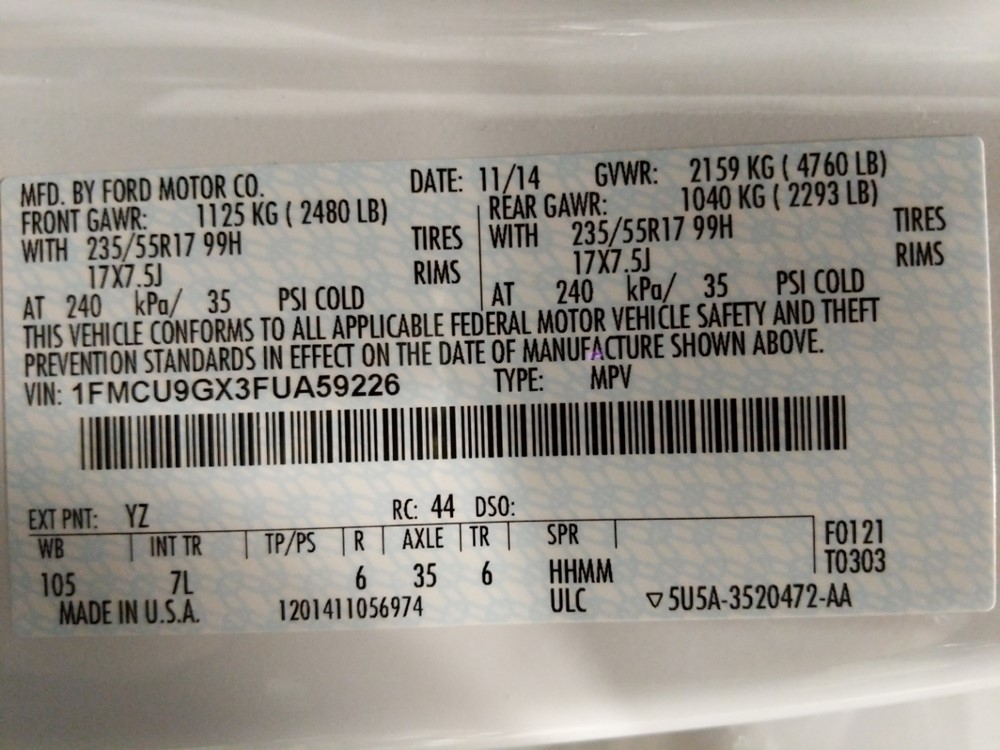 MFD. BY FORD MOTOR CO. DATE: 11/14 GVWR: 2159 KG ( 4760 LB)
FRONT GAWR: 1125 KG ( 2480 LB) REAR GAWR: 1040 KG ( 2293 LB)
WITH 235/55R17 99H TIRES WITH 235/55R17 99H TIRES
17X7.5J RIMS 17X7.5J RIMS
AT 240 kPa/ 35 PSI COLD AT 240 kPa/ 35 PSI COLD
THIS VEHICLE CONFORMS TO ALL APPLICABLE FEDERAL MOTOR VEHICLE SAFETY AND THEFT
PREVENTION STANDARDS IN EFFECT ON THE DATE OF MANUFACTURE SHOWN ABOVE.
VIN: 1FMCU9GX3FUA59226 TYPE: MPV
EXT PNT: YZ RC: 44 DSO:
WB INT TR TP/PS R AXLE TR SPR F0121
105 7L 6 35 6 HHMM T0303
MADE IN U.S.A. 1201411056974 ULC ▽5U5A-3520472-AA